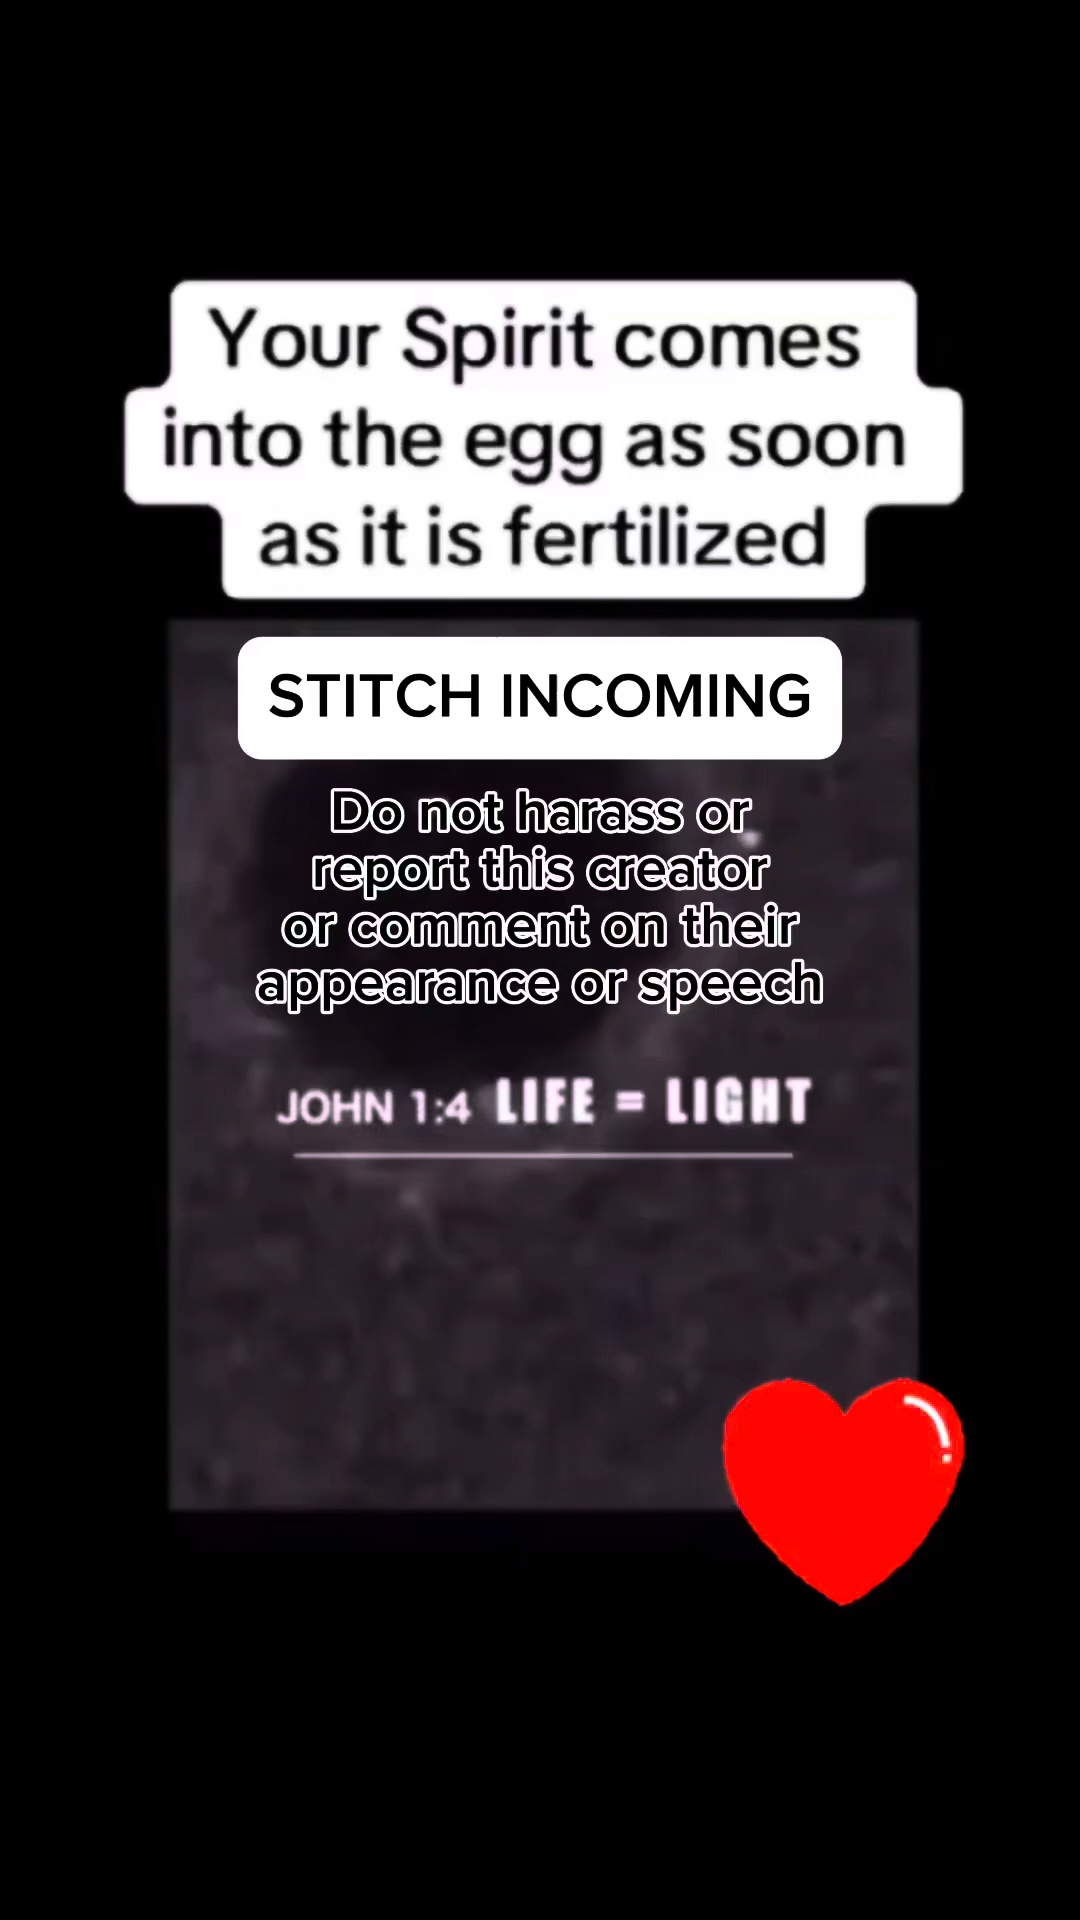 Your Spirit comes
into the egg as soon
as it is fertilized
STITCH INCOMING
Do not harass or
report this creator
or comment on their
appearance or speech
JOHN 1:4 LIFE = LIGHT